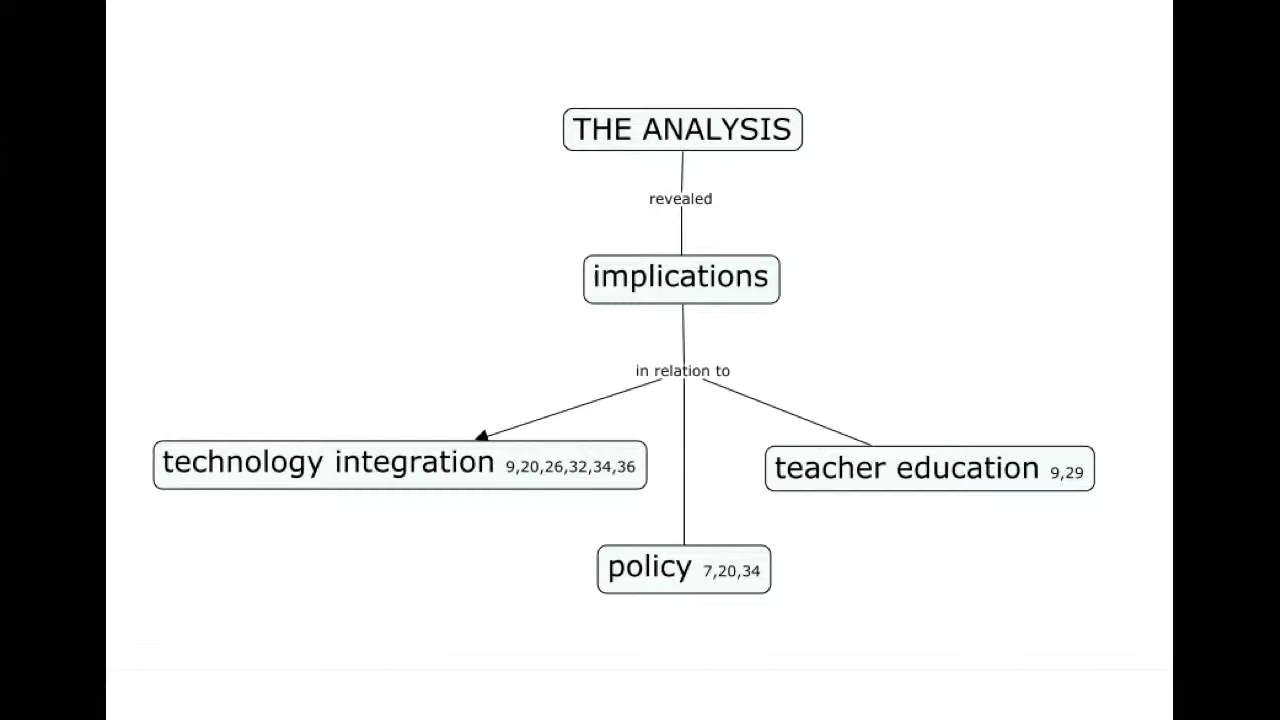 THE ANALYSIS
revealed
implications
in relation to
technology integration 9,20,26,32,34,36
teacher education 9,29
policy 7,20,34